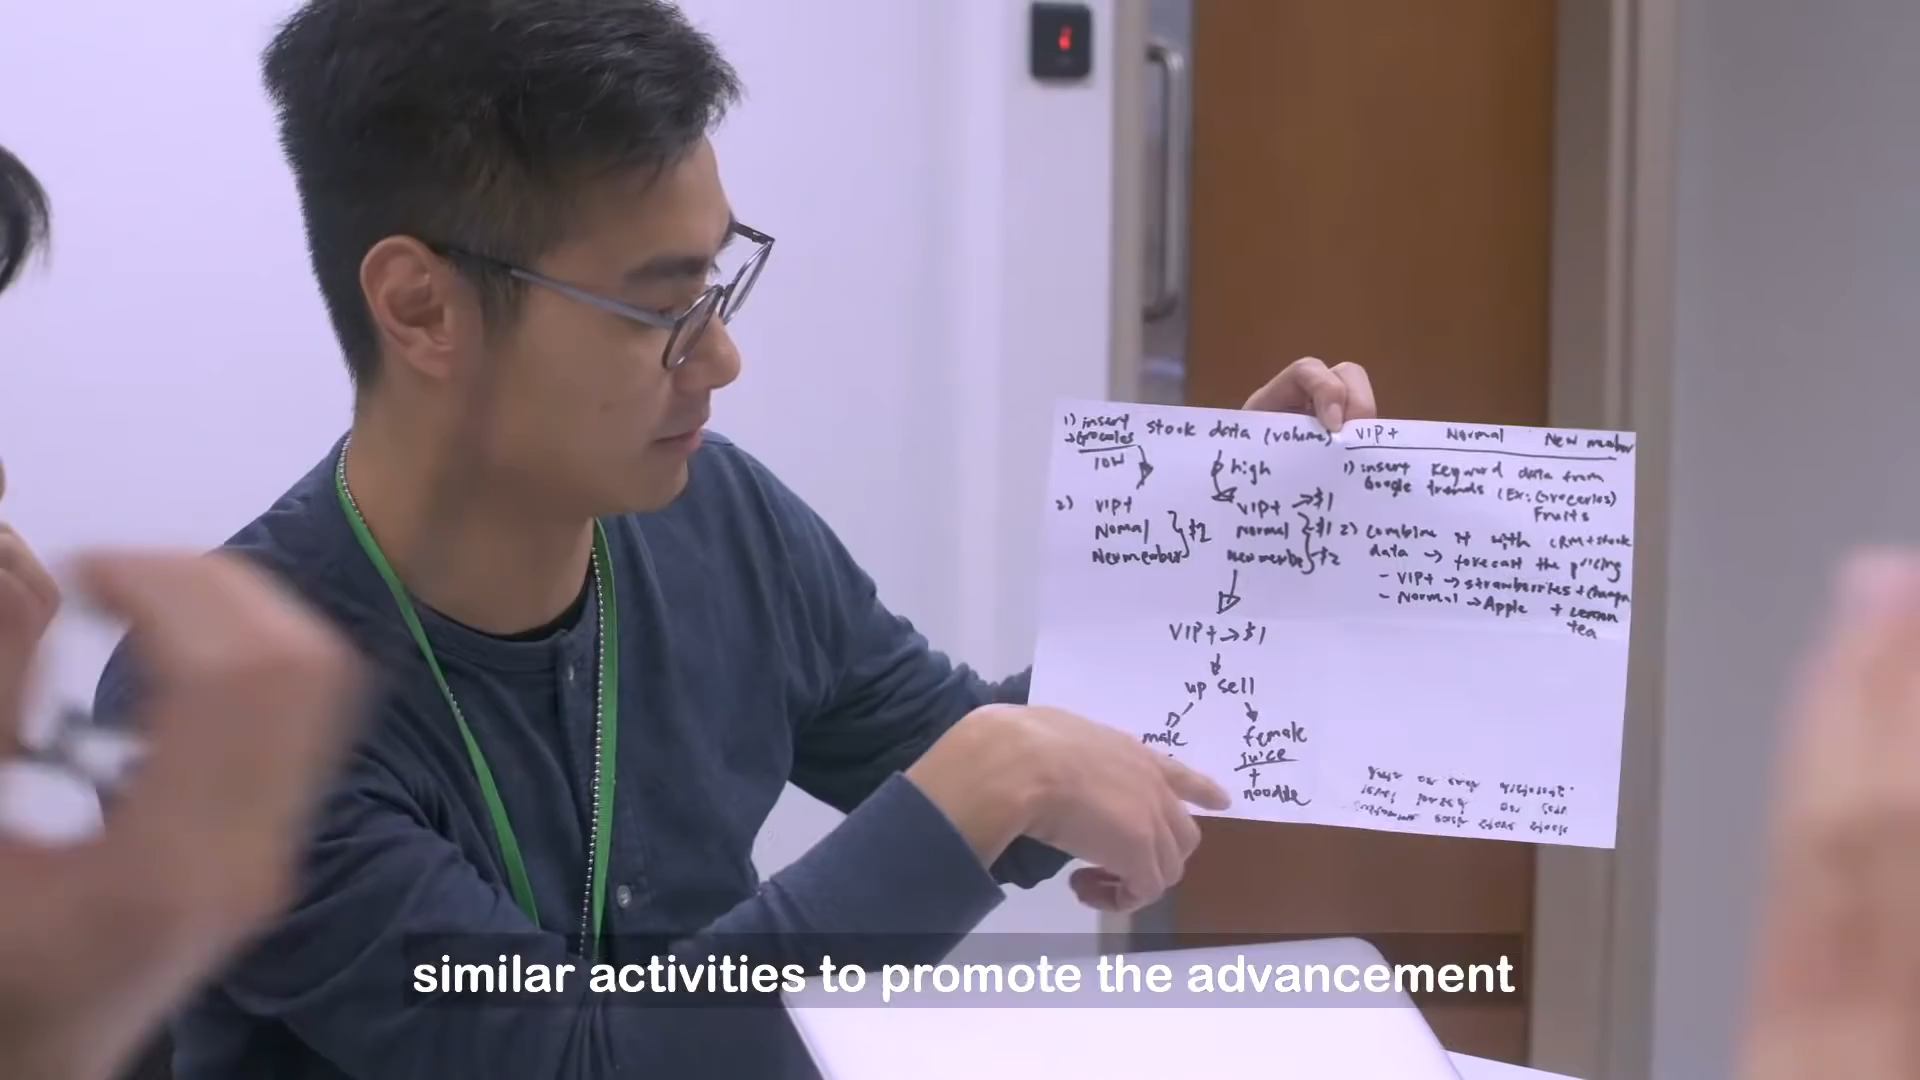 1) insert stock data (volume)
→Groceries
low
high
2) VIP+
Nomal
New member
$2
VIP+ →$1
normal
$1
New member
$2
VIP+→$1
up sell
male
female
juice
+
noodle
VIP+ Normal New member
1) insert keyword data from
Google trends (Ex: Groceries)
Fruits
2) combine it with CRM + stock
data → forecast the pricing
- VIP+ → strawberries +
- Normal → Apple + Lemon
tea
similar activities to promote the advancement